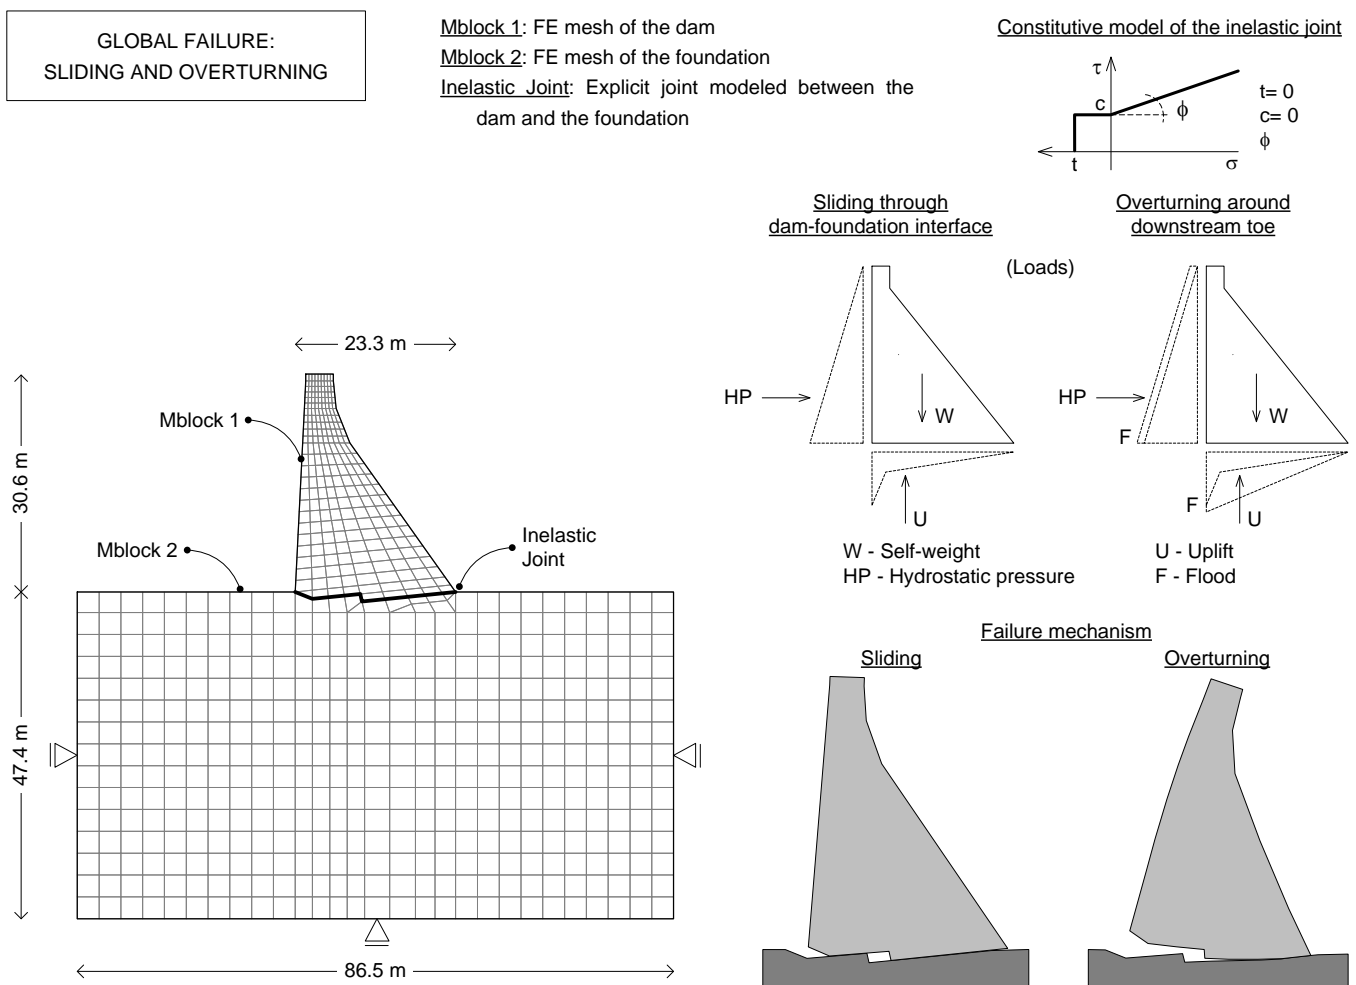 GLOBAL FAILURE:
SLIDING AND OVERTURNING
Mblock 1: FE mesh of the dam
Mblock 2: FE mesh of the foundation
Inelastic Joint: Explicit joint modeled between the
dam and the foundation
Constitutive model of the inelastic joint
τ
c
ϕ
t
σ
t= 0
c= 0
ϕ
Sliding through
dam-foundation interface
Overturning around
downstream toe
(Loads)
HP
W
U
HP
F
W
F
U
W - Self-weight
HP - Hydrostatic pressure
U - Uplift
F - Flood
23.3 m
30.6 m
Mblock 1
Mblock 2
Inelastic
Joint
47.4 m
86.5 m
Failure mechanism
Sliding
Overturning